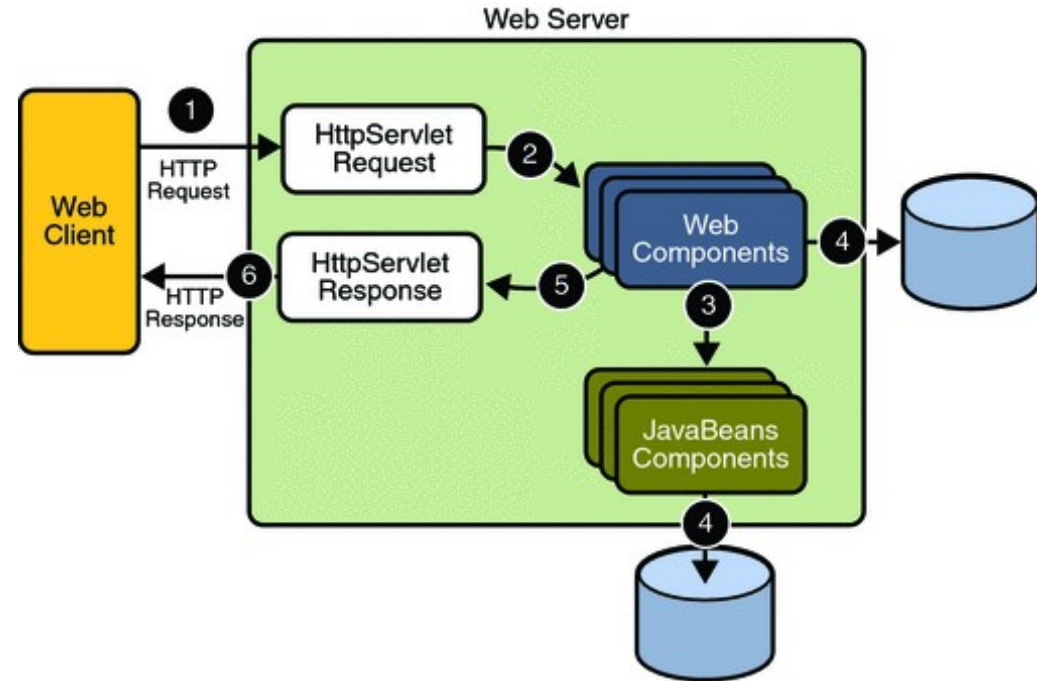 Web Server
1
HttpServlet
Request
2
HTTP
Request
Web
Client
Web
Components
4
HttpServlet
Response
6
5
HTTP
Response
3
JavaBeans
Components
4